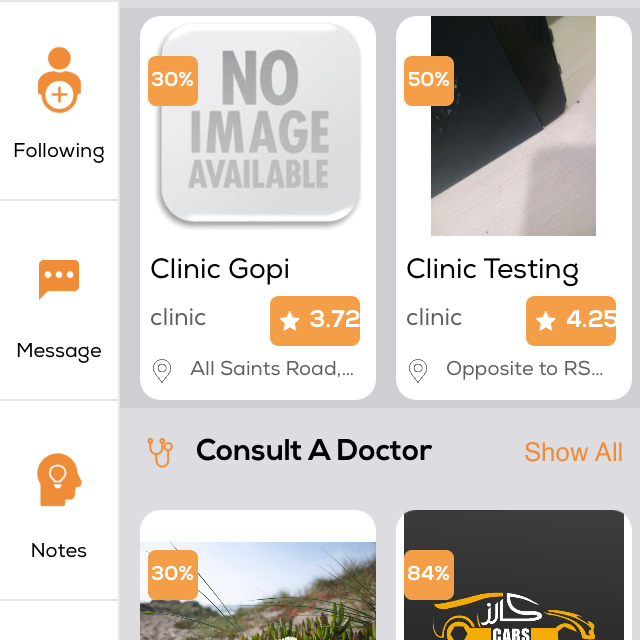 Following
Message
Notes
30%
NO
IMAGE
AVAILABLE
Clinic Gopi
clinic
3.72
All Saints Road,...
50%
Clinic Testing
clinic
4.25
Opposite to RS...
Consult A Doctor
Show All
30%
84%
كارز
CARS